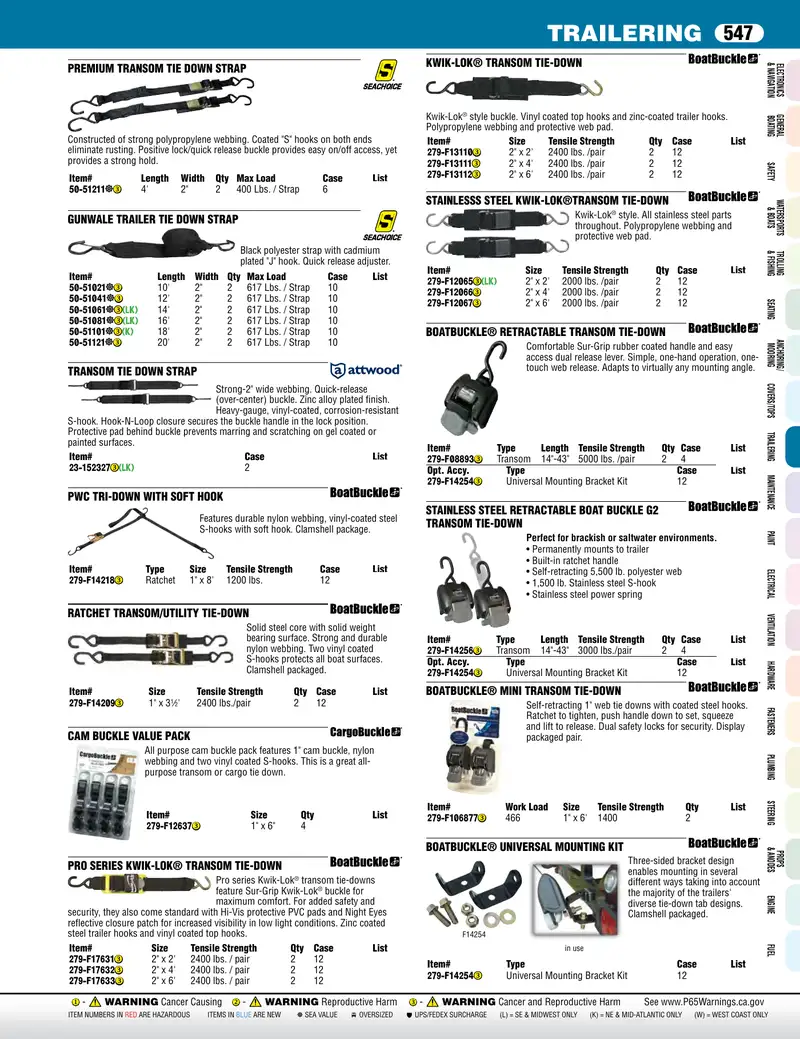 TRAILERING 547
PREMIUM TRANSOM TIE DOWN STRAP
SEACHOICE
Constructed of strong polypropylene webbing. Coated "S" hooks on both ends
eliminate rusting. Positive lock/quick release buckle provides easy on/off access, yet
provides a strong hold.
Item# Length Width Qty Max Load Case List
50-51211 3 4' 2" 2 400 Lbs. / Strap 6
GUNWALE TRAILER TIE DOWN STRAP
SEACHOICE
Black polyester strap with cadmium
plated "J" hook. Quick release adjuster.
Item# Length Width Qty Max Load Case List
50-51021 3 10' 2" 2 617 Lbs. / Strap 10
50-51041 3 12' 2" 2 617 Lbs. / Strap 10
50-51061 3 (LK) 14' 2" 2 617 Lbs. / Strap 10
50-51081 3 (LK) 16' 2" 2 617 Lbs. / Strap 10
50-51101 3 (K) 18' 2" 2 617 Lbs. / Strap 10
50-51121 3 20' 2" 2 617 Lbs. / Strap 10
TRANSOM TIE DOWN STRAP
attwood
Strong-2" wide webbing. Quick-release
(over-center) buckle. Zinc alloy plated finish.
Heavy-gauge, vinyl-coated, corrosion-resistant
S-hook. Hook-N-Loop closure secures the buckle handle in the lock position.
Protective pad behind buckle prevents marring and scratching on gel coated or
painted surfaces.
Item# Case List
23-152327 3 (LK) 2
PWC TRI-DOWN WITH SOFT HOOK
BoatBuckle
Features durable nylon webbing, vinyl-coated steel
S-hooks with soft hook. Clamshell package.
Item# Type Size Tensile Strength Case List
279-F14218 3 Ratchet 1" x 8' 1200 lbs. 12
RATCHET TRANSOM/UTILITY TIE-DOWN
BoatBuckle
Solid steel core with solid weight
bearing surface. Strong and durable
nylon webbing. Two vinyl coated
S-hooks protects all boat surfaces.
Clamshell packaged.
Item# Size Tensile Strength Qty Case List
279-F14209 3 1" x 3½' 2400 lbs./pair 2 12
CAM BUCKLE VALUE PACK
CargoBuckle
All purpose cam buckle pack features 1" cam buckle, nylon
webbing and two vinyl coated S-hooks. This is a great all-
purpose transom or cargo tie down.
CargoBuckle
Item# Size Qty List
279-F12637 3 1" x 6" 4
PRO SERIES KWIK-LOK® TRANSOM TIE-DOWN
BoatBuckle
Pro series Kwik-Lok® transom tie-downs
feature Sur-Grip Kwik-Lok® buckle for
maximum comfort. For added safety and
security, they also come standard with Hi-Vis protective PVC pads and Night Eyes
reflective closure patch for increased visibility in low light conditions. Zinc coated
steel trailer hooks and vinyl coated top hooks.
Item# Size Tensile Strength Qty Case List
279-F17631 3 2" x 2' 2400 lbs. / pair 2 12
279-F17632 3 2" x 4' 2400 lbs. / pair 2 12
279-F17633 3 2" x 6' 2400 lbs. / pair 2 12
KWIK-LOK® TRANSOM TIE-DOWN
BoatBuckle
Kwik-Lok® style buckle. Vinyl coated top hooks and zinc-coated trailer hooks.
Polypropylene webbing and protective web pad.
Item# Size Tensile Strength Qty Case List
279-F13110 3 2" x 2' 2400 lbs. /pair 2 12
279-F13111 3 2" x 4' 2400 lbs. /pair 2 12
279-F13112 3 2" x 6' 2400 lbs. /pair 2 12
STAINLESSS STEEL KWIK-LOK®TRANSOM TIE-DOWN
BoatBuckle
Kwik-Lok® style. All stainless steel parts
throughout. Polypropylene webbing and
protective web pad.
Item# Size Tensile Strength Qty Case List
279-F12065 3 (LK) 2" x 2' 2000 lbs. /pair 2 12
279-F12066 3 2" x 4' 2000 lbs. /pair 2 12
279-F12067 3 2" x 6' 2000 lbs. /pair 2 12
BOATBUCKLE® RETRACTABLE TRANSOM TIE-DOWN
BoatBuckle
Comfortable Sur-Grip rubber coated handle and easy
access dual release lever. Simple, one-hand operation, one-
touch web release. Adapts to virtually any mounting angle.
Item# Type Length Tensile Strength Qty Case List
279-F08893 3 Transom 14"-43" 5000 lbs. /pair 2 4
Opt. Accy. Type Case List
279-F14254 3 Universal Mounting Bracket Kit 12
STAINLESS STEEL RETRACTABLE BOAT BUCKLE G2
TRANSOM TIE-DOWN
BoatBuckle
Perfect for brackish or saltwater environments.
• Permanently mounts to trailer
• Built-in ratchet handle
• Self-retracting 5,500 lb. polyester web
• 1,500 lb. Stainless steel S-hook
• Stainless steel power spring
Item# Type Length Tensile Strength Qty Case List
279-F14256 3 Transom 14"-43" 3000 lbs./pair 2 4
Opt. Accy. Type Case List
279-F14254 3 Universal Mounting Bracket Kit 12
BOATBUCKLE® MINI TRANSOM TIE-DOWN
BoatBuckle
Self-retracting 1" web tie downs with coated steel hooks.
Ratchet to tighten, push handle down to set, squeeze
and lift to release. Dual safety locks for security. Display
packaged pair.
BoatBuckle
Item# Work Load Size Tensile Strength Qty List
279-F106877 3 466 1" x 6' 1400 2
BOATBUCKLE® UNIVERSAL MOUNTING KIT
BoatBuckle
Three-sided bracket design
enables mounting in several
different ways taking into account
the majority of the trailers'
diverse tie-down tab designs.
Clamshell packaged.
F14254
in use
Item# Type Case List
279-F14254 3 Universal Mounting Bracket Kit 12
ELECTRONICS
& NAVIGATION
GENERAL
BOATING
SAFETY
WATERSPORTS
& BOATS
TROLLING
& FISHING
SEATING
ANCHORING/
MOORING
COVERS/TOPS
TRAILERING
MAINTENANCE
PAINT
ELECTRICAL
VENTILATION
HARDWARE
FASTENERS
PLUMBING
STEERING
PROPS
& ANODES
ENGINE
FUEL
1 - WARNING Cancer Causing 2 - WARNING Reproductive Harm 3 - WARNING Cancer and Reproductive Harm See www.P65Warnings.ca.gov
ITEM NUMBERS IN RED ARE HAZARDOUS ITEMS IN BLUE ARE NEW SEA VALUE OVERSIZED UPS/FEDEX SURCHARGE (L) = SE & MIDWEST ONLY (K) = NE & MID-ATLANTIC ONLY (W) = WEST COAST ONLY